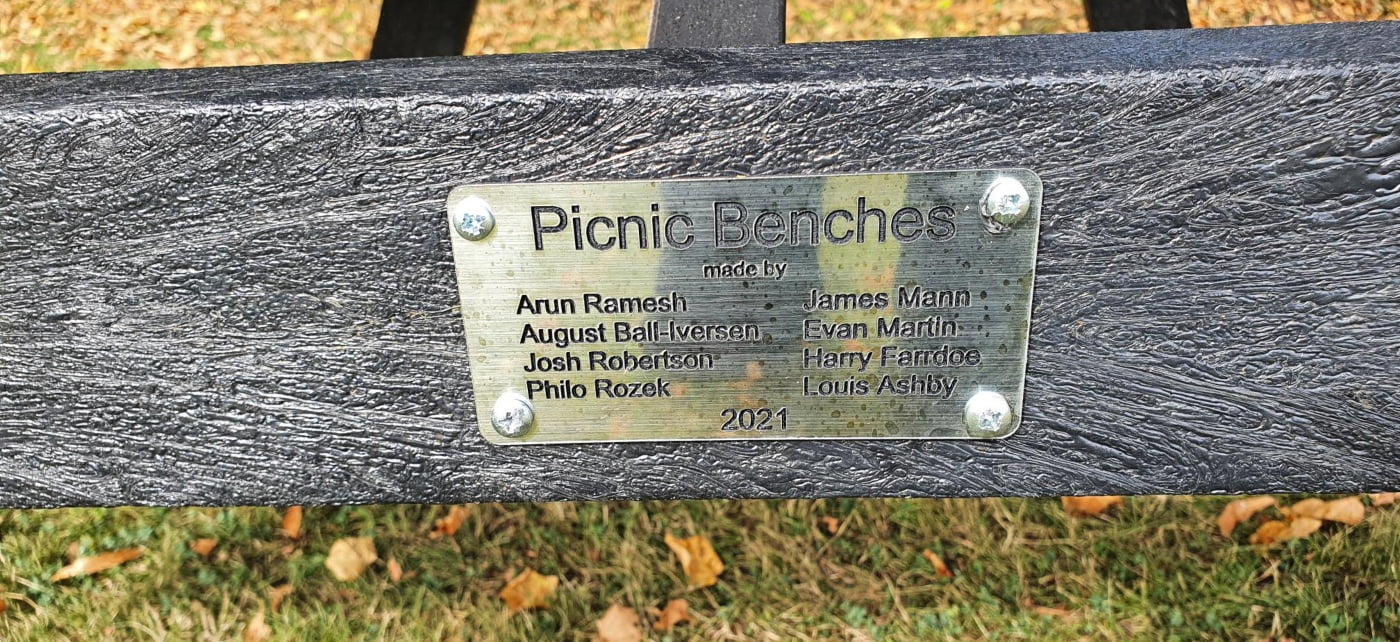 Picnic Benches
made by
Arun Ramesh James Mann
August Ball-Iversen Evan Martin
Josh Robertson Harry Farrdoe
Philo Rozek Louis Ashby
2021